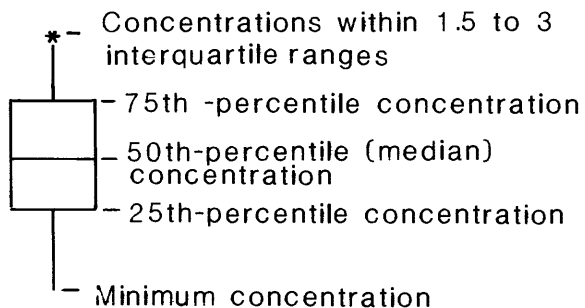 Concentrations within 1.5 to 3
interquartile ranges
75th -percentile concentration
50th-percentile (median)
concentration
25th-percentile concentration
Minimum concentration